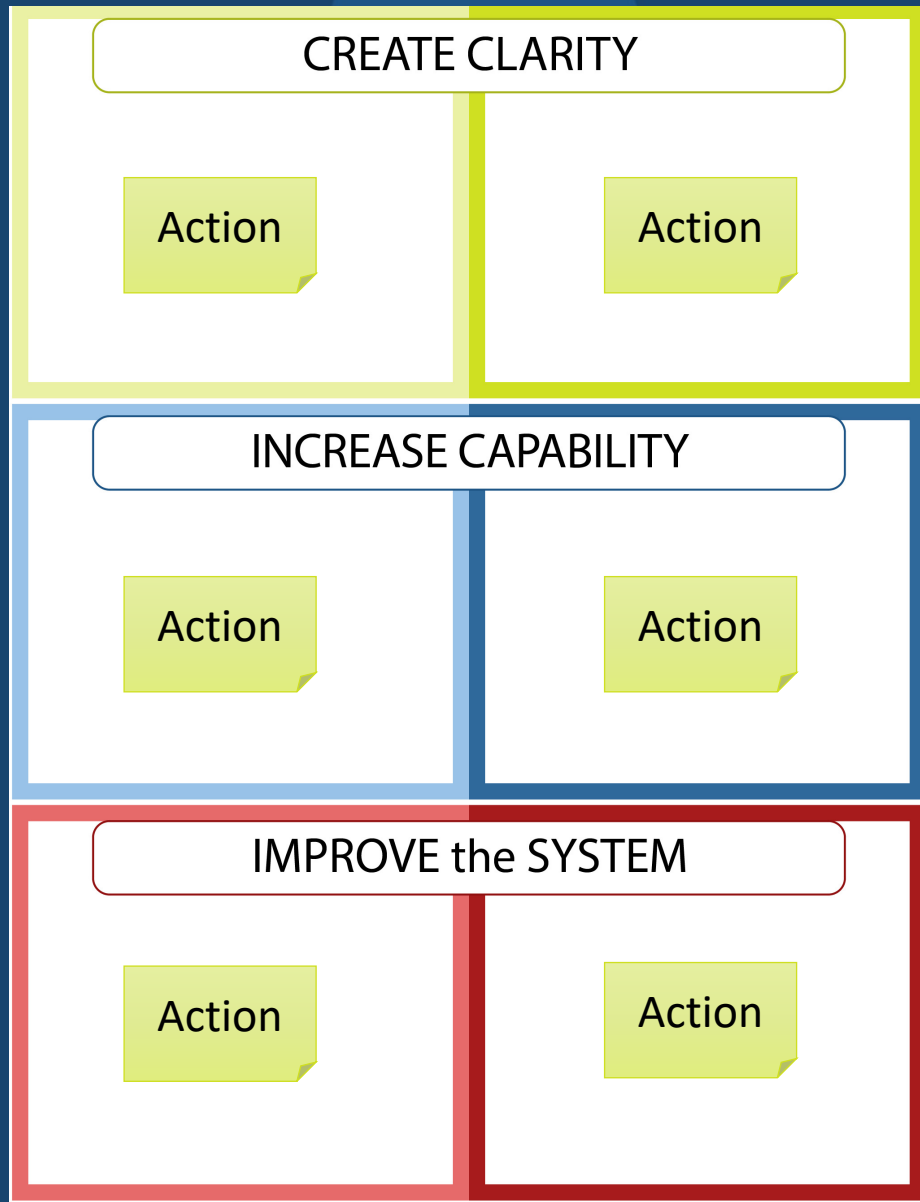 CREATE CLARITY
Action
Action
INCREASE CAPABILITY
Action
Action
IMPROVE the SYSTEM
Action
Action